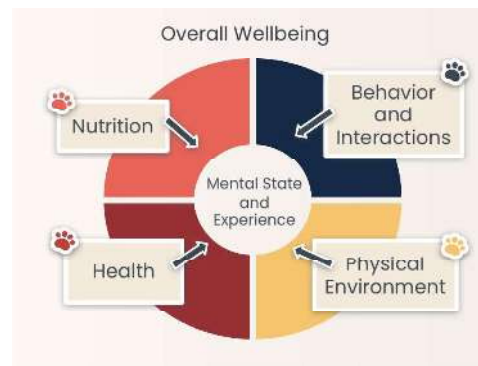 Overall Wellbeing
Nutrition
Behavior
and
Interactions
Mental State
and
Experience
Health
Physical
Environment